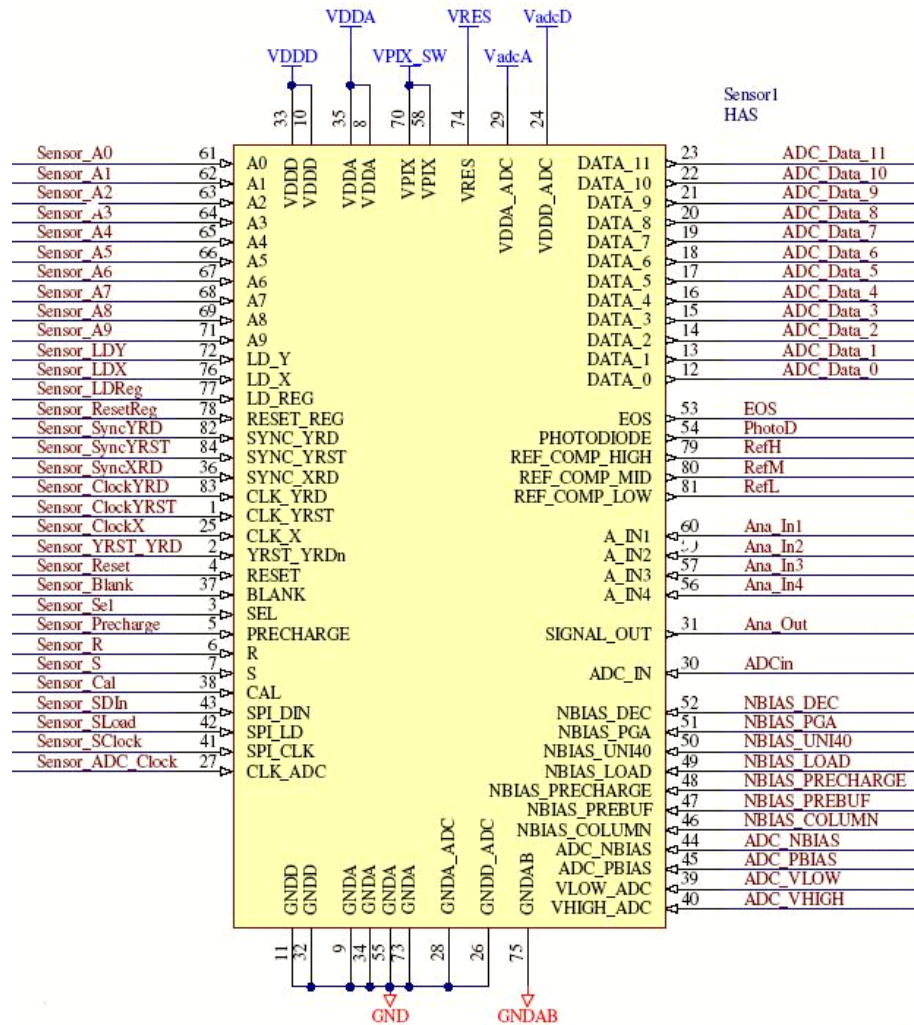 VDDA VRES VadcD
VDDD VPIX_SW VadcA
Sensor1
HAS
33 10 35 8 70 58 74 29 24
VDDD VDDD VDDA VDDA VPIX VPIX VRES VDDA_ADC VDDD_ADC
Sensor_A0 61 A0 DATA_11 23 ADC_Data_11
Sensor_A1 62 A1 DATA_10 22 ADC_Data_10
Sensor_A2 63 A2 DATA_9 21 ADC_Data_9
Sensor_A3 64 A3 DATA_8 20 ADC_Data_8
Sensor_A4 65 A4 DATA_7 19 ADC_Data_7
Sensor_A5 66 A5 DATA_6 18 ADC_Data_6
Sensor_A6 67 A6 DATA_5 17 ADC_Data_5
Sensor_A7 68 A7 DATA_4 16 ADC_Data_4
Sensor_A8 69 A8 DATA_3 15 ADC_Data_3
Sensor_A9 71 A9 DATA_2 14 ADC_Data_2
Sensor_LDY 72 LD_Y DATA_1 13 ADC_Data_1
Sensor_LDX 76 LD_X DATA_0 12 ADC_Data_0
Sensor_LDReg 77 LD_REG
Sensor_ResetReg 78 RESET_REG EOS 53 EOS
Sensor_SyncYRD 82 SYNC_YRD PHOTODIODE 54 PhotoD
Sensor_SyncYRST 84 SYNC_YRST REF_COMP_HIGH 79 RefH
Sensor_SyncXRD 36 SYNC_XRD REF_COMP_MID 80 RefM
Sensor_ClockYRD 83 CLK_YRD REF_COMP_LOW 81 RefL
Sensor_ClockYRST 1 CLK_YRST
Sensor_ClockX 25 CLK_X A_IN1 60 Ana_In1
Sensor_YRST_YRD 2 YRST_YRDn A_IN2 Ana_In2
Sensor_Reset 4 RESET A_IN3 57 Ana_In3
Sensor_Blank 37 BLANK A_IN4 56 Ana_In4
Sensor_Sel 3 SEL
Sensor_Precharge 5 PRECHARGE SIGNAL_OUT 31 Ana_Out
Sensor_R 6 R
Sensor_S 7 S ADC_IN 30 ADCin
Sensor_Cal 38 CAL
Sensor_SDIn 43 SPI_DIN NBIAS_DEC 52 NBIAS_DEC
Sensor_SLoad 42 SPI_LD NBIAS_PGA 51 NBIAS_PGA
Sensor_SClock 41 SPI_CLK NBIAS_UNI40 50 NBIAS_UNI40
Sensor_ADC_Clock 27 CLK_ADC NBIAS_LOAD 49 NBIAS_LOAD
NBIAS_PRECHARGE 48 NBIAS_PRECHARGE
NBIAS_PREBUF 47 NBIAS_PREBUF
NBIAS_COLUMN 46 NBIAS_COLUMN
ADC_NBIAS 44 ADC_NBIAS
ADC_PBIAS 45 ADC_PBIAS
VLOW_ADC 39 ADC_VLOW
VHIGH_ADC 40 ADC_VHIGH
GNDD GNDD GNDA GNDA GNDA GNDA GNDA_ADC GNDD_ADC GNDAB
11 32 9 34 55 73 28 26 75
GND GNDAB